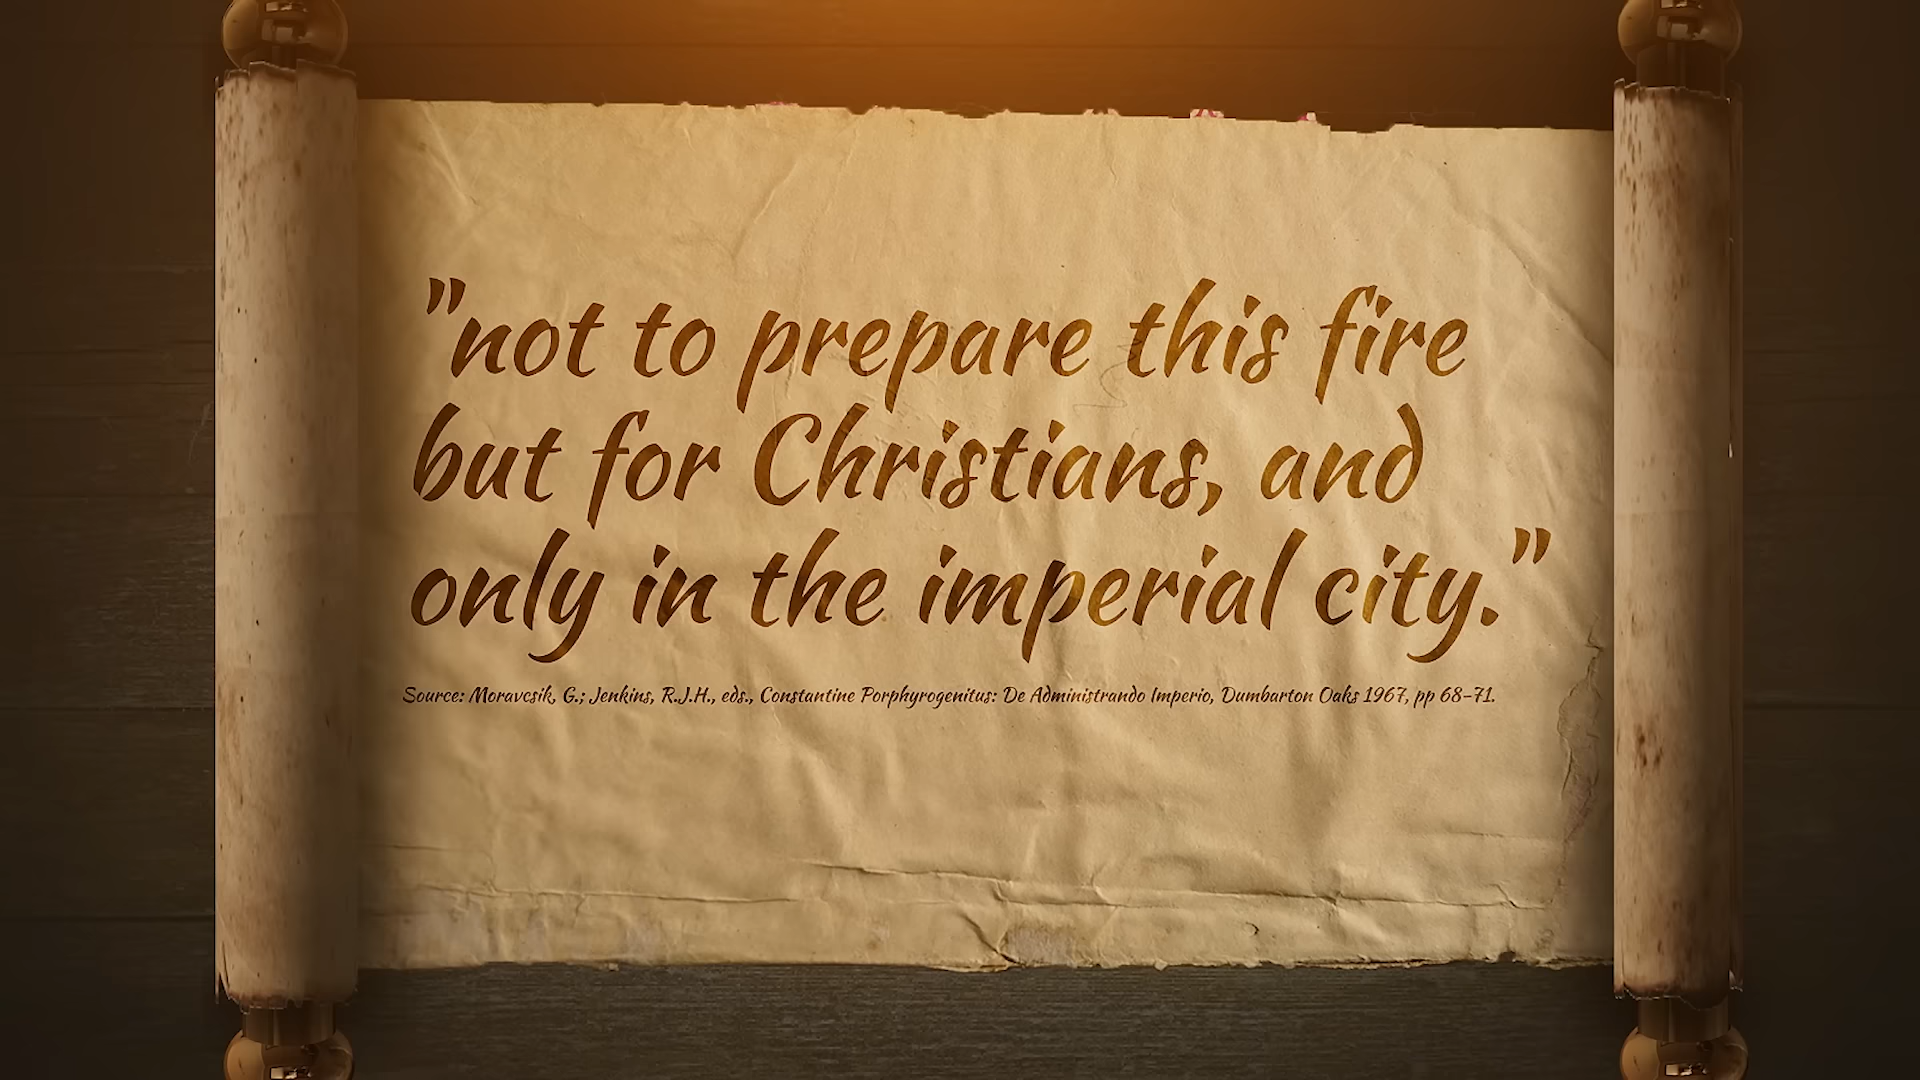 "not to prepare this fire
but for Christians, and
only in the imperial city."
Source: Moravcsik, G.; Jenkins, R.J.H., eds., Constantine Porphyrogenitus: De Administrando Imperio, Dumbarton Oaks 1967, pp 68-71.